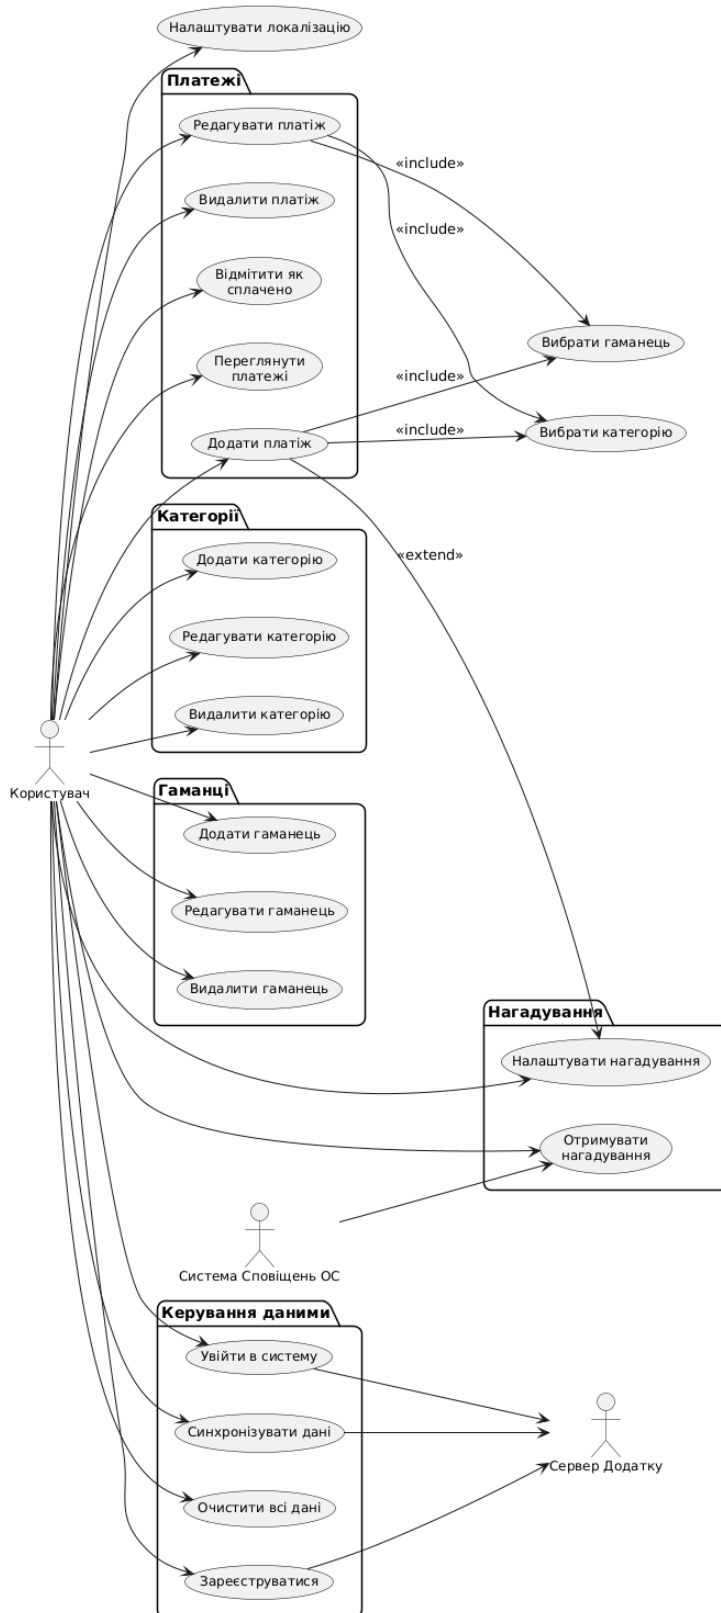 Налаштувати локалізацію
Платежі
Редагувати платіж
«include»
Видалити платіж
«include»
Відмітити як
сплачено
Вибрати гаманець
Переглянути
платежі
«include»
Додати платіж
«include»
Вибрати категорію
Категорії
Додати категорію
«extend»
Редагувати категорію
Видалити категорію
Користувач
Гаманці
Додати гаманець
Редагувати гаманець
Видалити гаманець
Нагадування
Налаштувати нагадування
Отримувати
нагадування
Система Сповіщень ОС
Керування даними
Увійти в систему
Синхронізувати дані
Сервер Додатку
Очистити всі дані
Зареєструватися